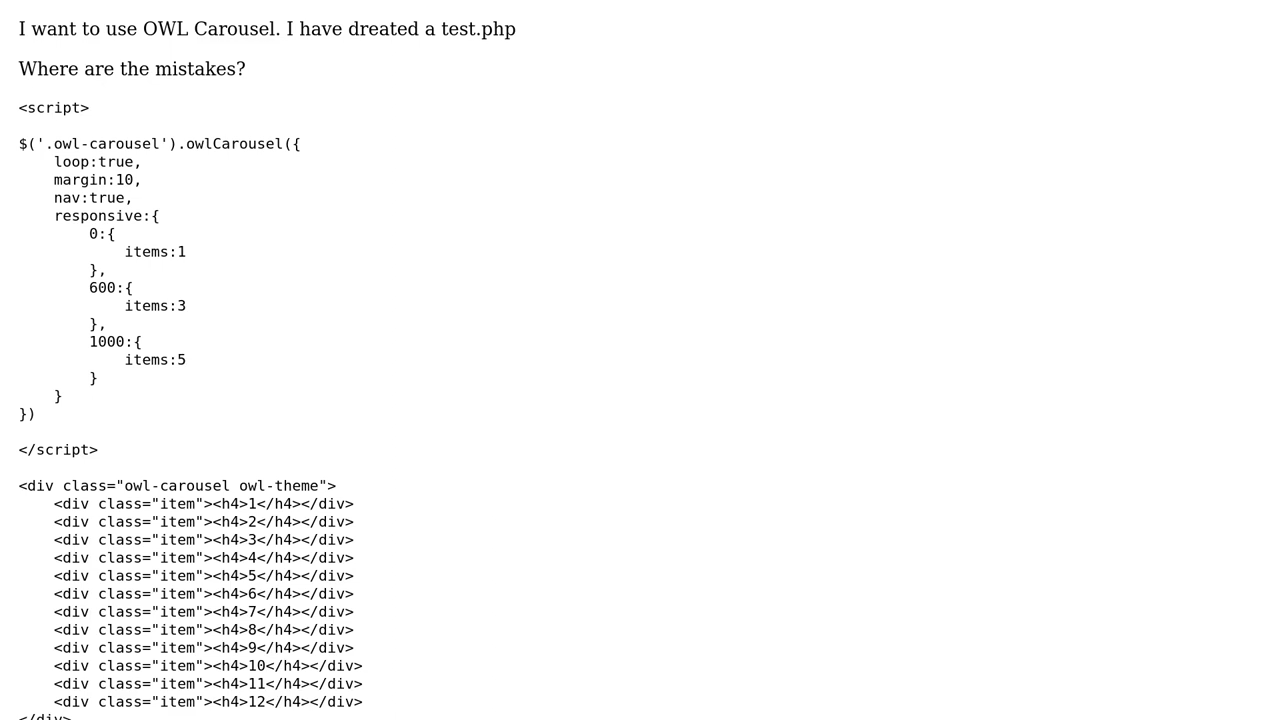 I want to use OWL Carousel. I have dreated a test.php
Where are the mistakes?
<script>
$('.owl-carousel').owlCarousel({
    loop:true,
    margin:10,
    nav:true,
    responsive:{
        0:{
            items:1
        },
        600:{
            items:3
        },
        1000:{
            items:5
        }
    }
})
</script>
<div class="owl-carousel owl-theme">
    <div class="item"><h4>1</h4></div>
    <div class="item"><h4>2</h4></div>
    <div class="item"><h4>3</h4></div>
    <div class="item"><h4>4</h4></div>
    <div class="item"><h4>5</h4></div>
    <div class="item"><h4>6</h4></div>
    <div class="item"><h4>7</h4></div>
    <div class="item"><h4>8</h4></div>
    <div class="item"><h4>9</h4></div>
    <div class="item"><h4>10</h4></div>
    <div class="item"><h4>11</h4></div>
    <div class="item"><h4>12</h4></div>
</div>